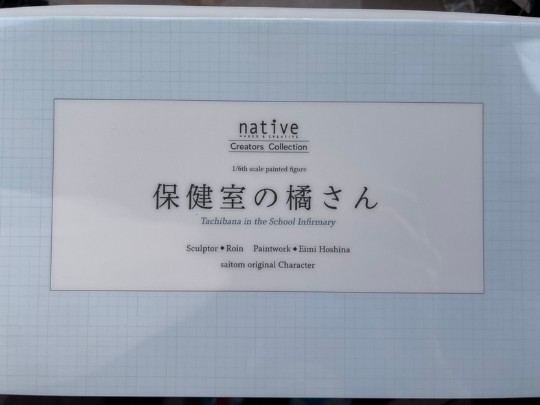 native
Creators Collection
1/6th scale painted figure
保健室の橘さん
Tachibana in the School Infirmary
Sculptor◆Roin Paintwork◆Eimi Hoshina
saitom original Character